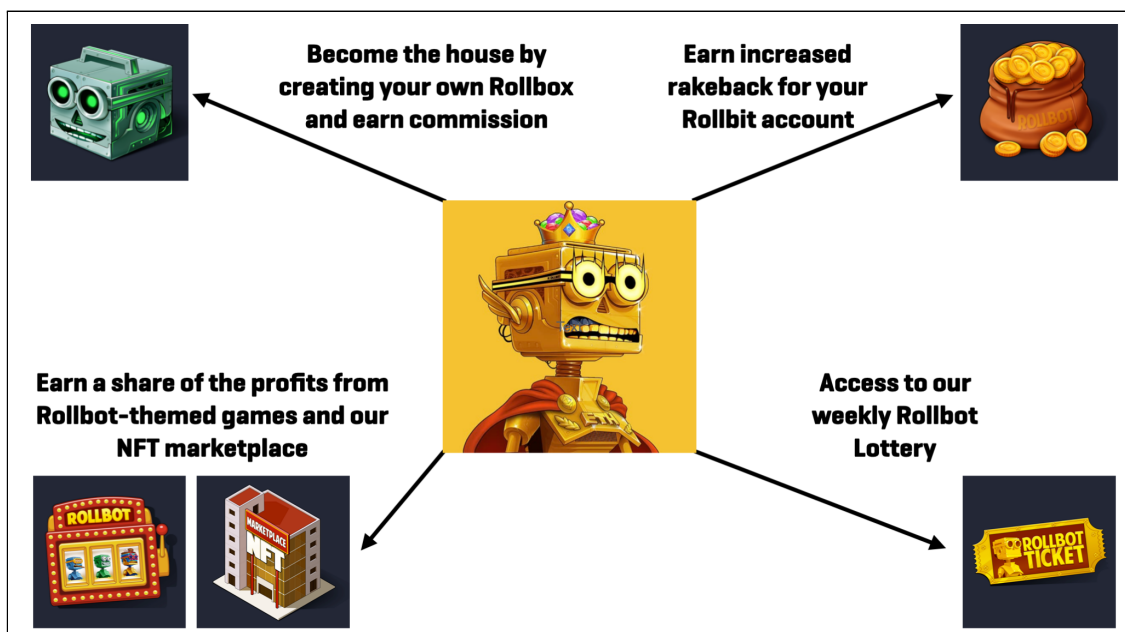 Become the house by
creating your own Rollbox
and earn commission
Earn increased
rakeback for your
Rollbit account
ROLLBOT
ETH
Earn a share of the profits from
Rollbot-themed games and our
NFT marketplace
Access to our
weekly Rollbot
Lottery
ROLLBOT
MARKETPLACE
NFT
ROLLBOT
TICKET